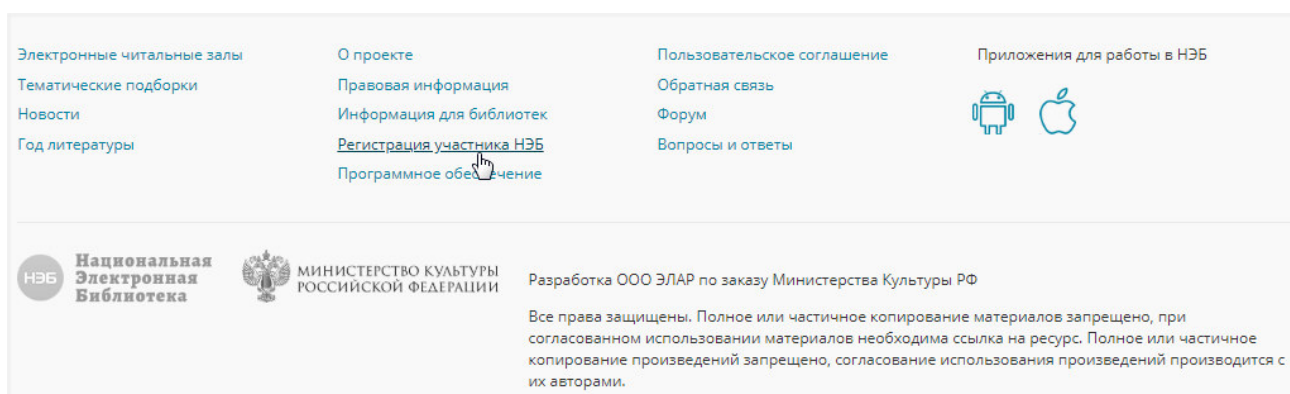 Электронные читальные залы
Тематические подборки
Новости
Год литературы
О проекте
Правовая информация
Информация для библиотек
Регистрация участника НЭБ
Программное обеспечение
Пользовательское соглашение
Обратная связь
Форум
Вопросы и ответы
Приложения для работы в НЭБ
НЭБ
Национальная
Электронная
Библиотека
МИНИСТЕРСТВО КУЛЬТУРЫ
РОССИЙСКОЙ ФЕДЕРАЦИИ
Разработка ООО ЭЛАР по заказу Министерства Культуры РФ
Все права защищены. Полное или частичное копирование материалов запрещено, при
согласованном использовании материалов необходима ссылка на ресурс. Полное или частичное
копирование произведений запрещено, согласование использования произведений производится с
их авторами.